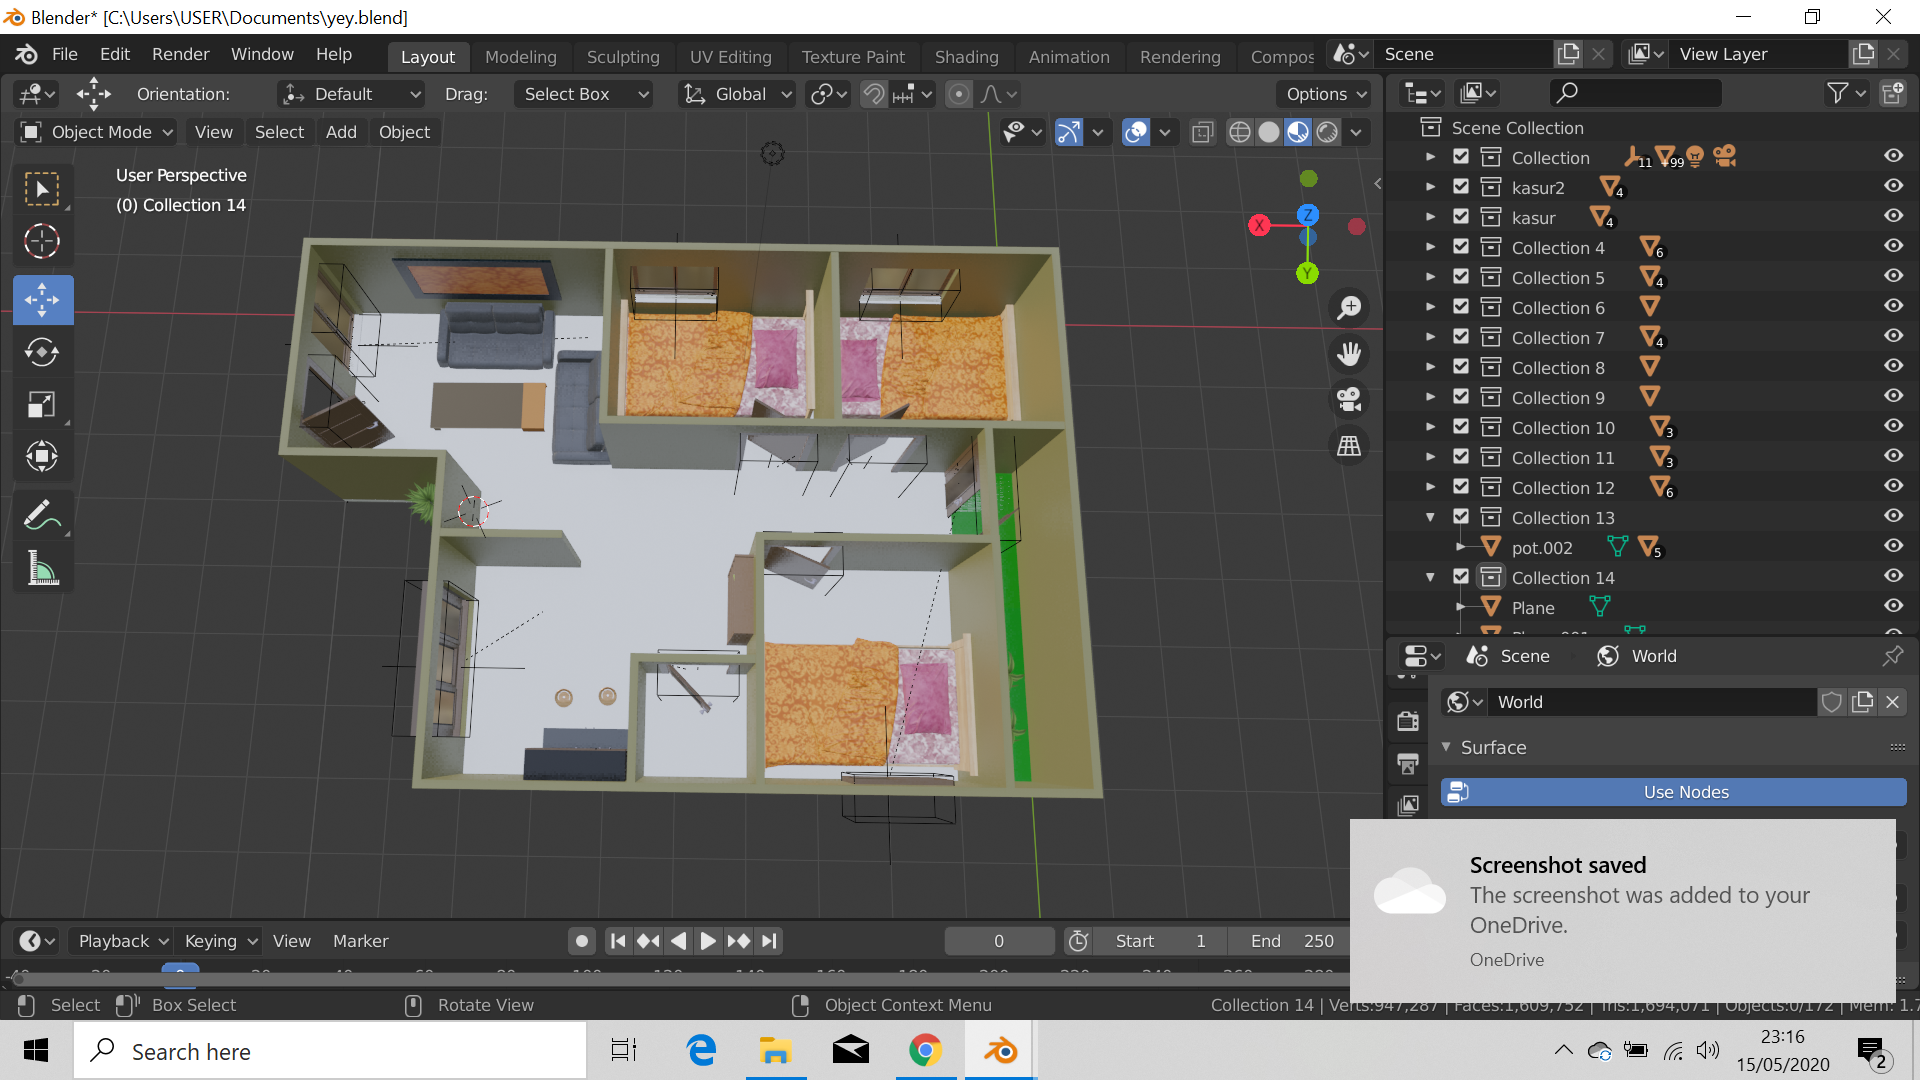 Blender* [C:\Users\USER\Documents\yey.blend]
File Edit Render Window Help Layout Modeling Sculpting UV Editing Texture Paint Shading Animation Rendering Compos Scene View Layer
Orientation: Default Drag: Select Box Global Options
Object Mode View Select Add Object
User Perspective
(0) Collection 14
X
Z
Y
Scene Collection
Collection 11 +99
kasur2 4
kasur 4
Collection 4 6
Collection 5 4
Collection 6
Collection 7 4
Collection 8
Collection 9
Collection 10 3
Collection 11 3
Collection 12 6
Collection 13
pot.002 5
Collection 14
Plane
Scene World
World
Surface
Use Nodes
Screenshot saved
The screenshot was added to your
OneDrive.
OneDrive
Playback Keying View Marker 0 Start 1 End 250
Select Box Select Rotate View Object Context Menu Collection 14 | Verts:947,287 | Faces:1,609,752 | Tris:1,694,071 | Objects:0/172 | Mem: 1.7
Search here
23:16
15/05/2020
2